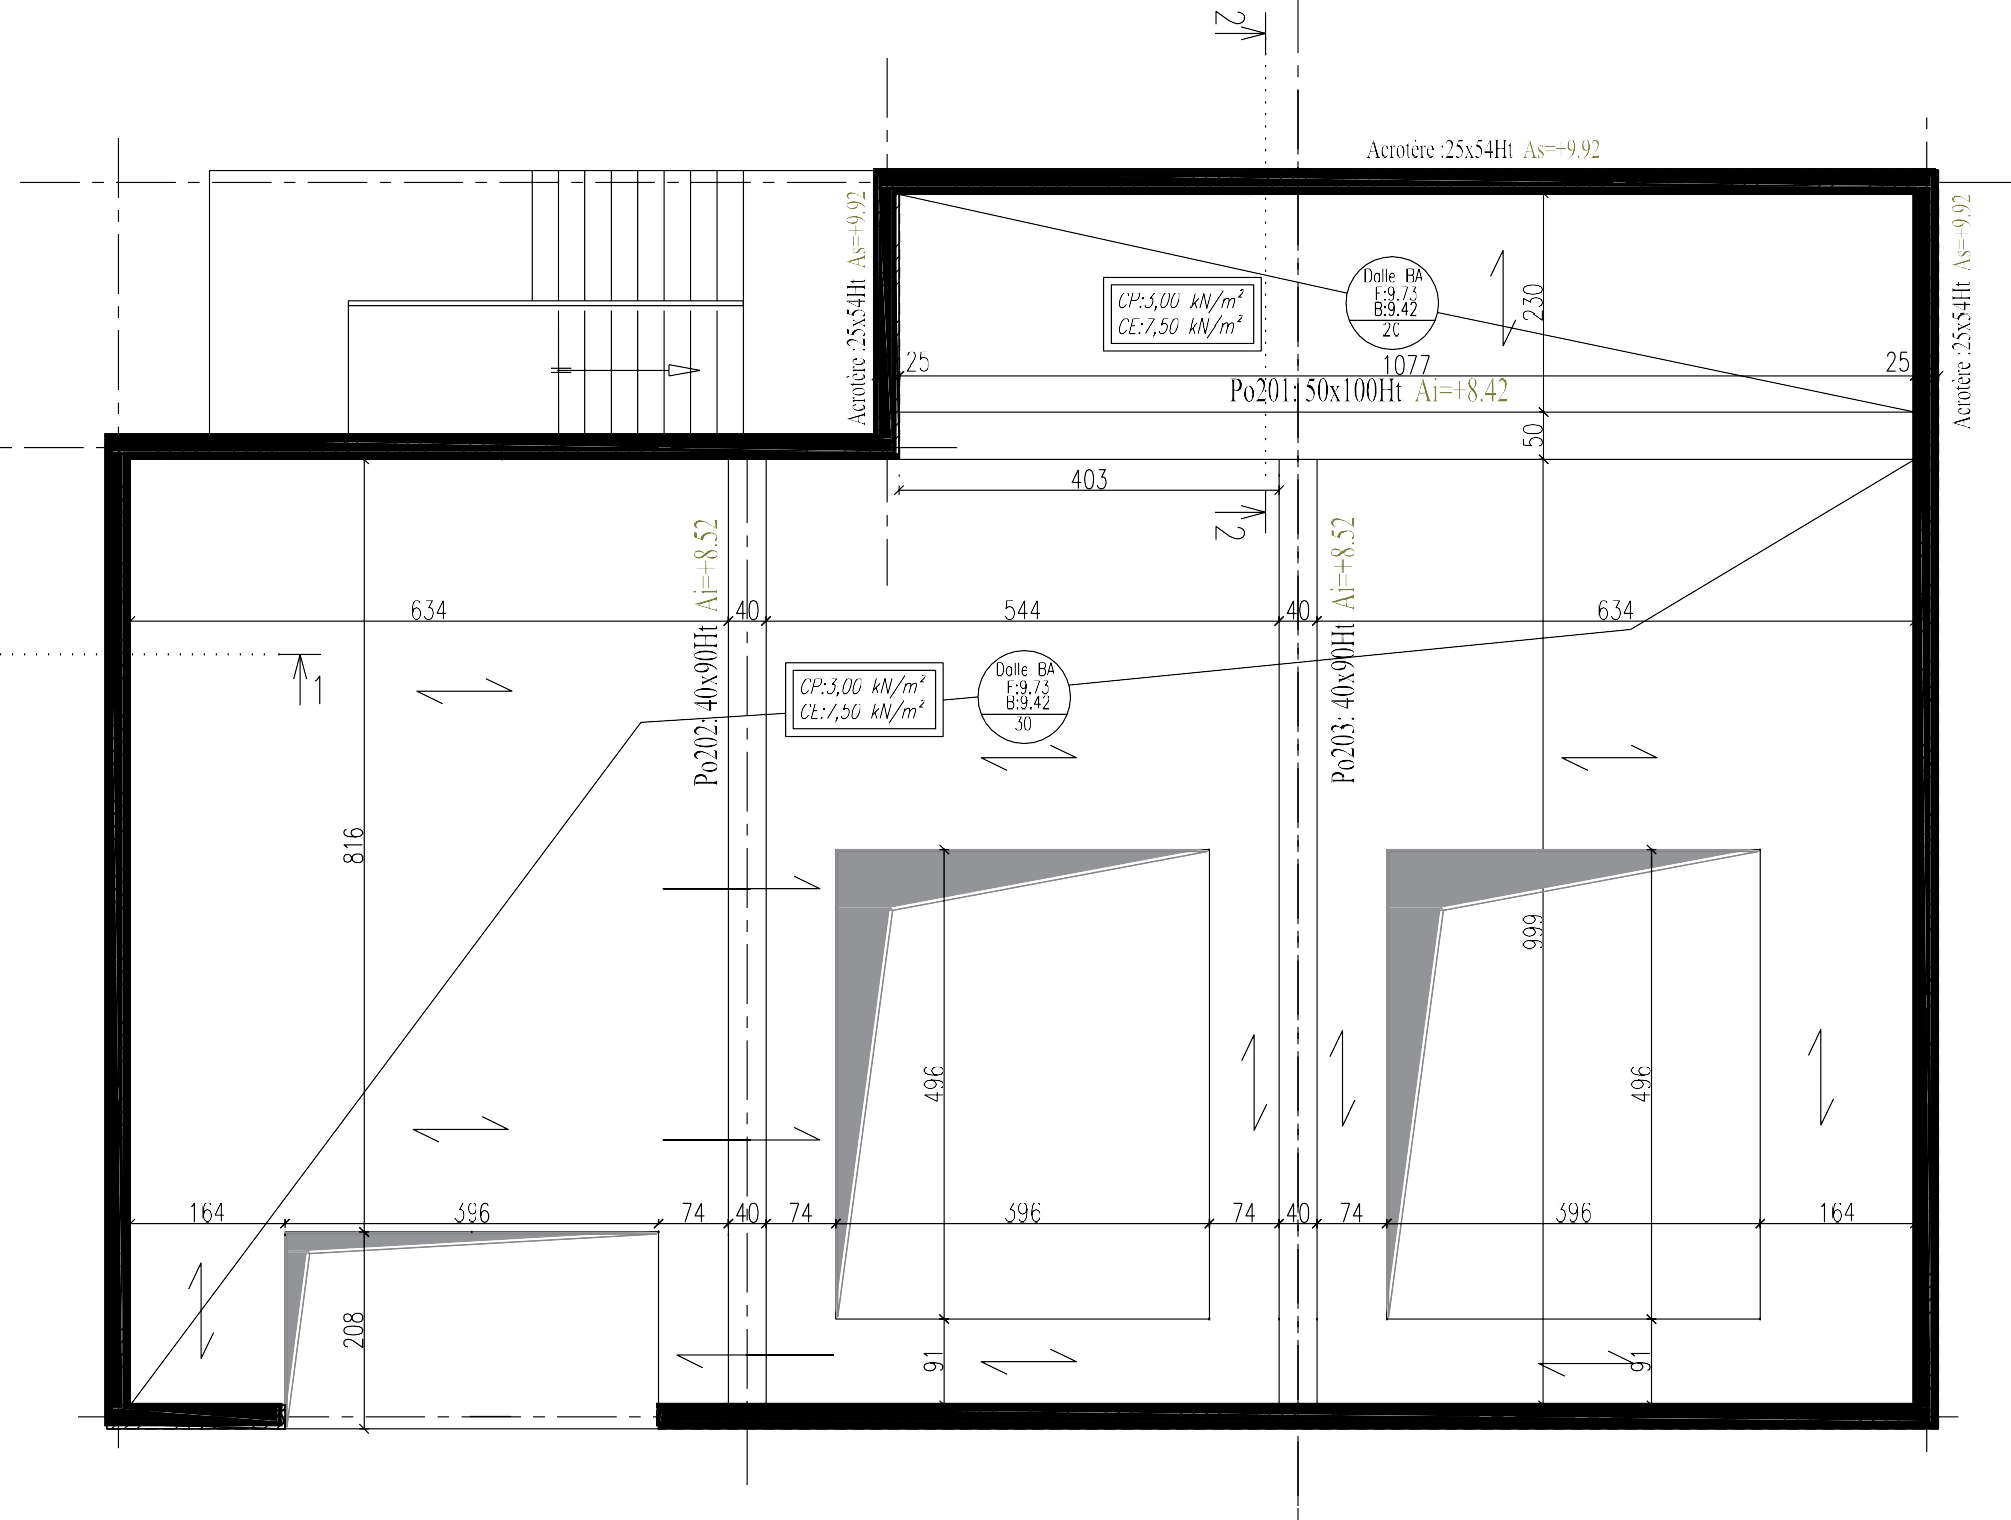 2
Acrotère :25x54Ht As=+9.92
Acrotère :25x54Ht As=+9.92
Acrotère :25x54Ht As=+9.92
CP:3,00 kN/m²
CE:7,50 kN/m²
Dalle BA
F:9.73
B:9.42
20
230
25
1077
25
Po201: 50x100Ht Ai=+8.42
50
403
2
Po202: 40x90Ht Ai=+8.52
Po203: 40x90Ht Ai=+8.52
634
40
544
40
634
1
CP:3,00 kN/m²
CE:7,50 kN/m²
Dalle BA
F:9.73
B:9.42
30
816
999
496
496
164
396
74
40
74
396
74
40
74
396
164
208
91
91